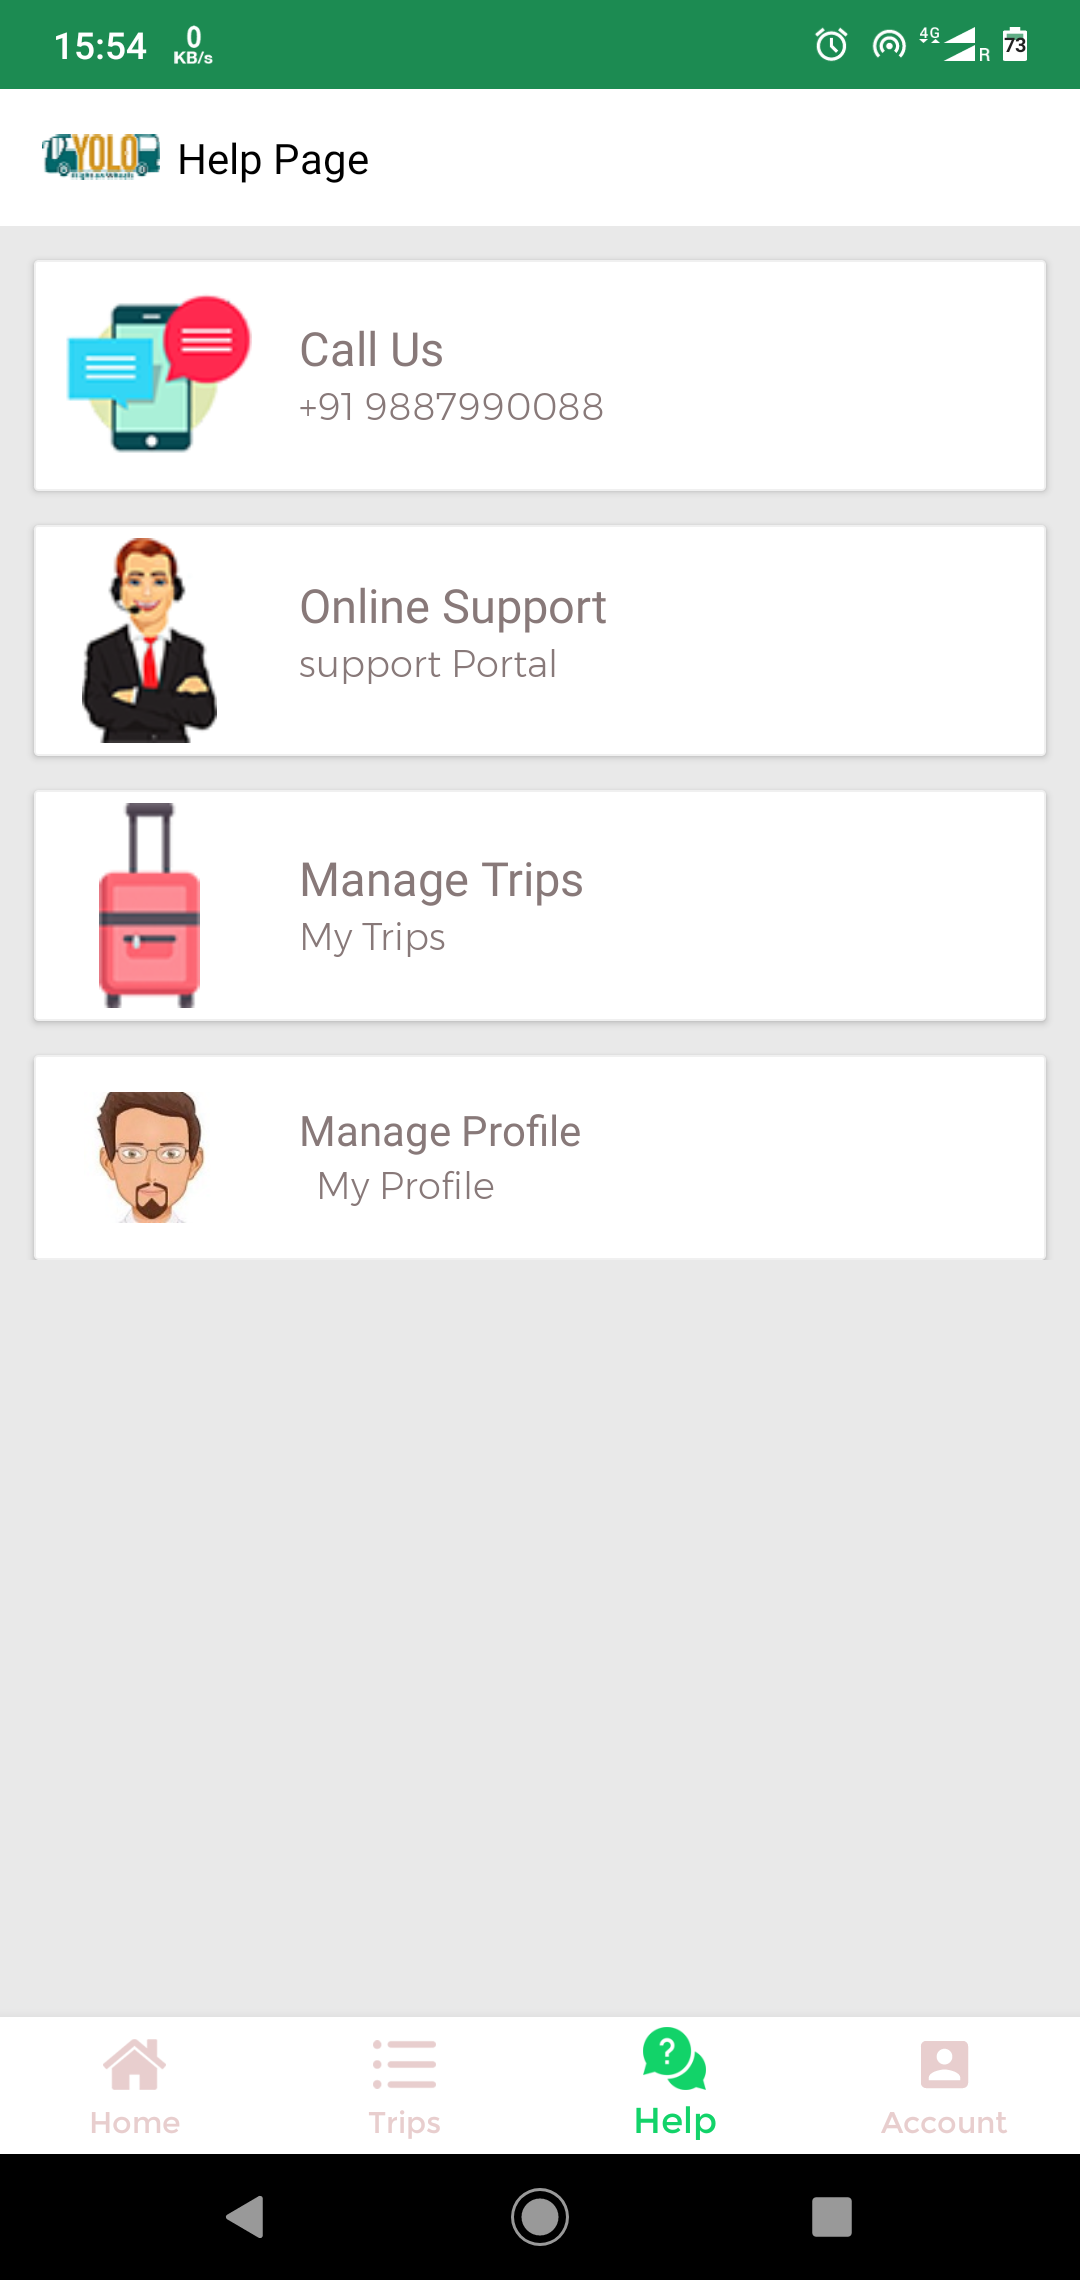 15:54
0
KB/s
4G
R
73
YOLO
Help Page
Call Us
+91 9887990088
Online Support
support Portal
Manage Trips
My Trips
Manage Profile
My Profile
?
Home
Trips
Help
Account